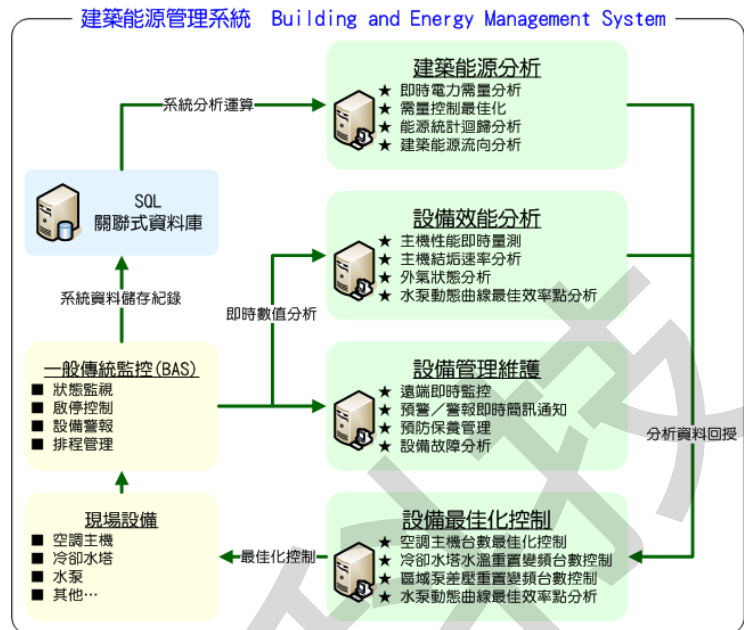 建築能源管理系統 Building and Energy Management System
建築能源分析
★ 即時電力需量分析
★ 需量控制最佳化
★ 能源統計迴歸分析
★ 建築能源流向分析
系統分析運算
SQL
關聯式資料庫
設備效能分析
★ 主機性能即時量測
★ 主機結垢速率分析
★ 外氣狀態分析
★ 水泵動態曲線最佳效率點分析
系統資料儲存紀錄
即時數值分析
一般傳統監控(BAS)
■ 狀態監視
■ 啟停控制
■ 設備警報
■ 排程管理
設備管理維護
★ 遠端即時監控
★ 預警／警報即時簡訊通知
★ 預防保養管理
★ 設備故障分析
分析資料回授
現場設備
■ 空調主機
■ 冷卻水塔
■ 水泵
■ 其他…
最佳化控制
設備最佳化控制
★ 空調主機台數最佳化控制
★ 冷卻水塔水溫重置變頻台數控制
★ 區域泵差壓重置變頻台數控制
★ 水泵動態曲線最佳效率點分析
科技